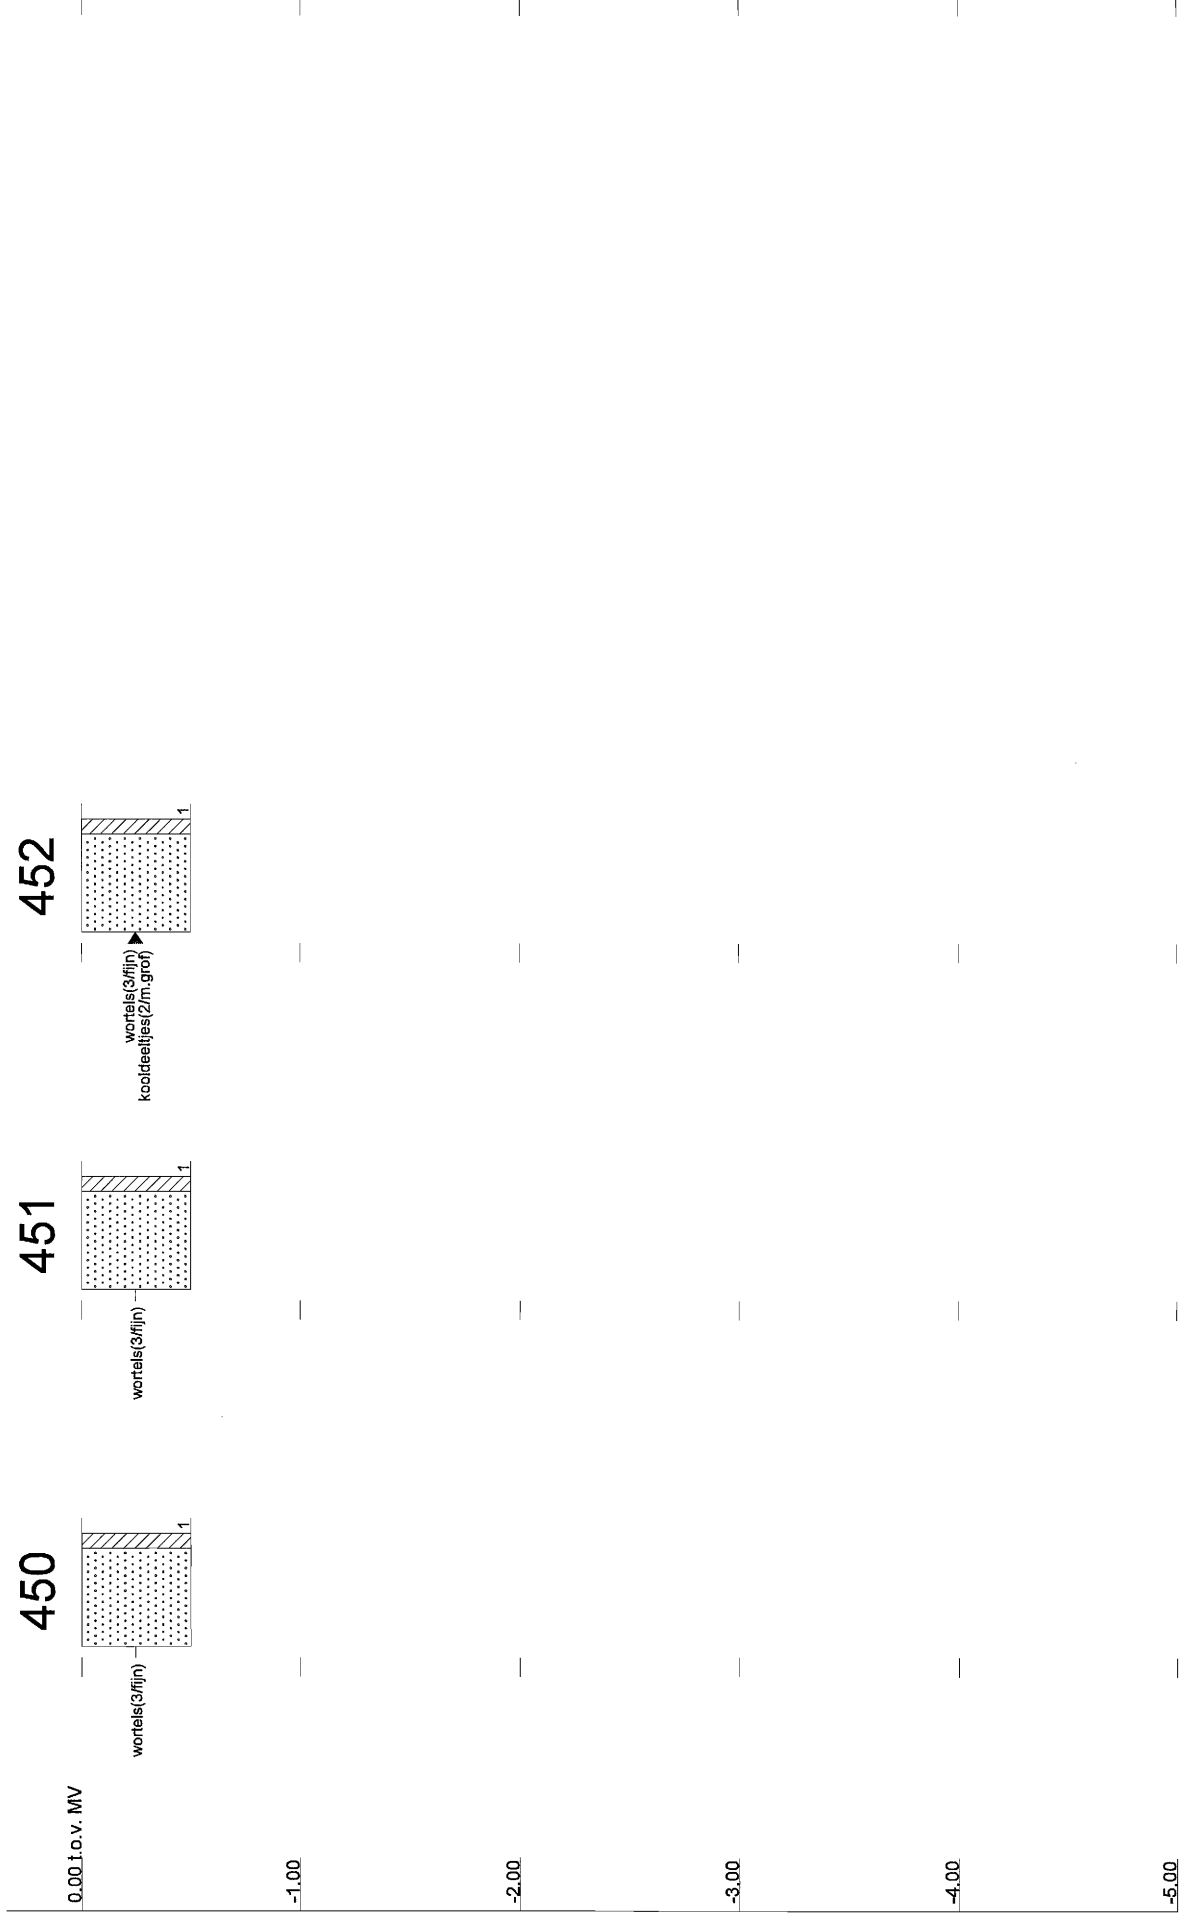 450
451
452
0.00 t.o.v. MV
wortels(3/fijn)
1
wortels(3/fijn)
1
wortels(3/fijn)
kooldeeltjes(2/m.grof)
1
-1.00
-2.00
-3.00
-4.00
-5.00